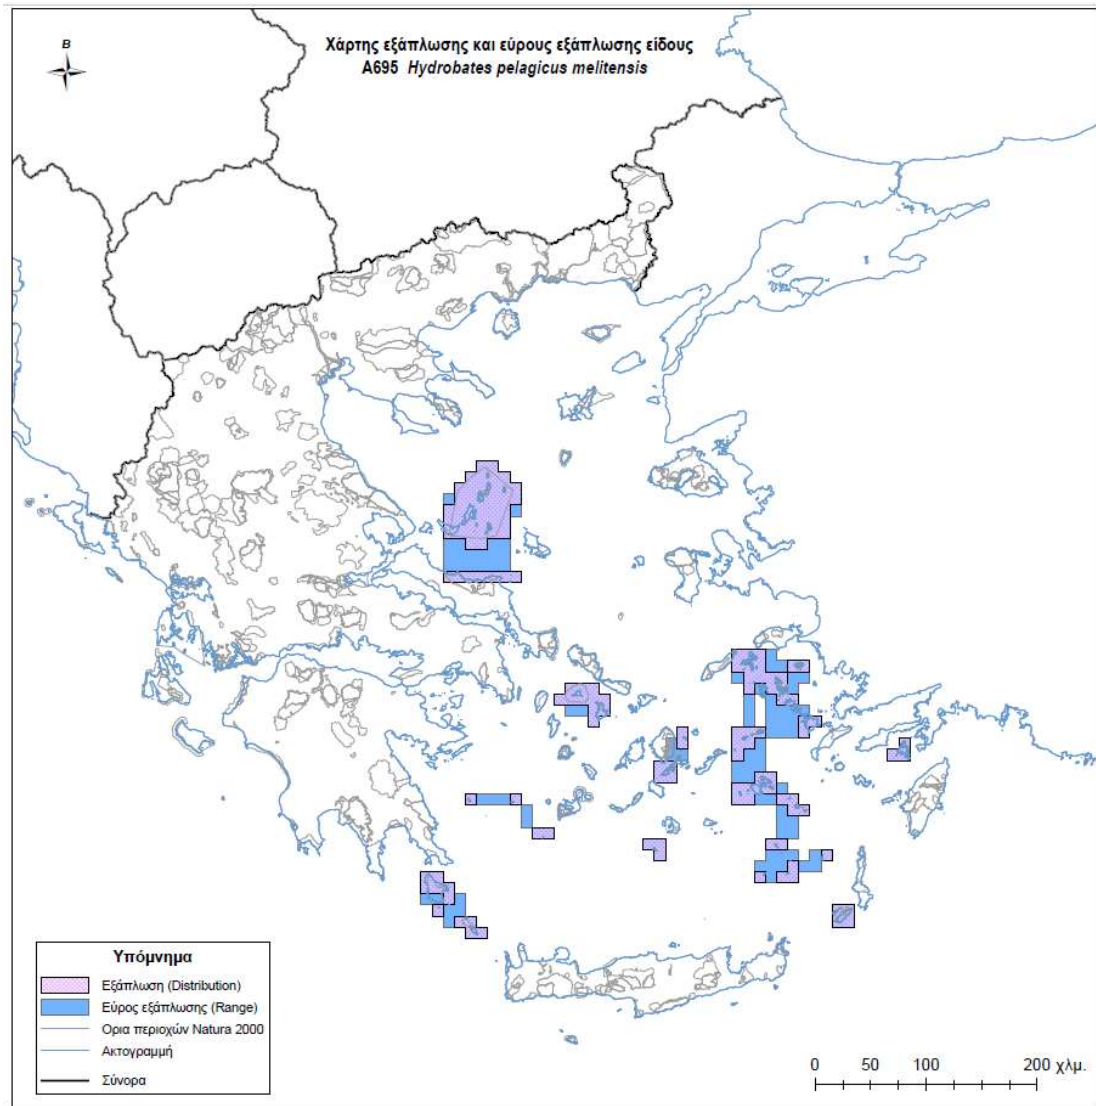 Χάρτης εξάπλωσης και εύρους εξάπλωσης είδους
A695 Hydrobates pelagicus melitensis
Β
Υπόμνημα
Εξάπλωση (Distribution)
Εύρος εξάπλωσης (Range)
Ορια περιοχών Natura 2000
Ακτογραμμή
Σύνορα
0 50 100 200 χλμ.